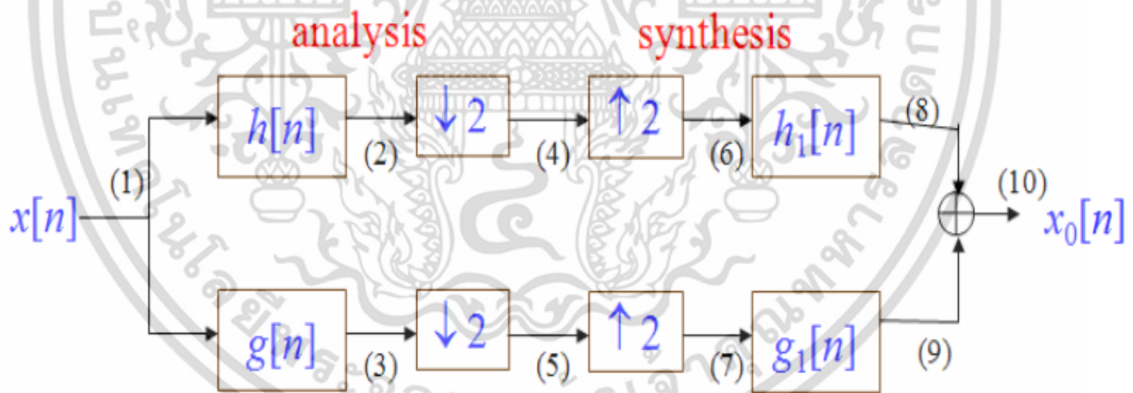 analysis
synthesis
h[n]
↓2
↑2
h₁[n]
(8)
(1)
(2)
(4)
(6)
(10)
x[n]
x₀[n]
g[n]
↓2
↑2
g₁[n]
(3)
(5)
(7)
(9)